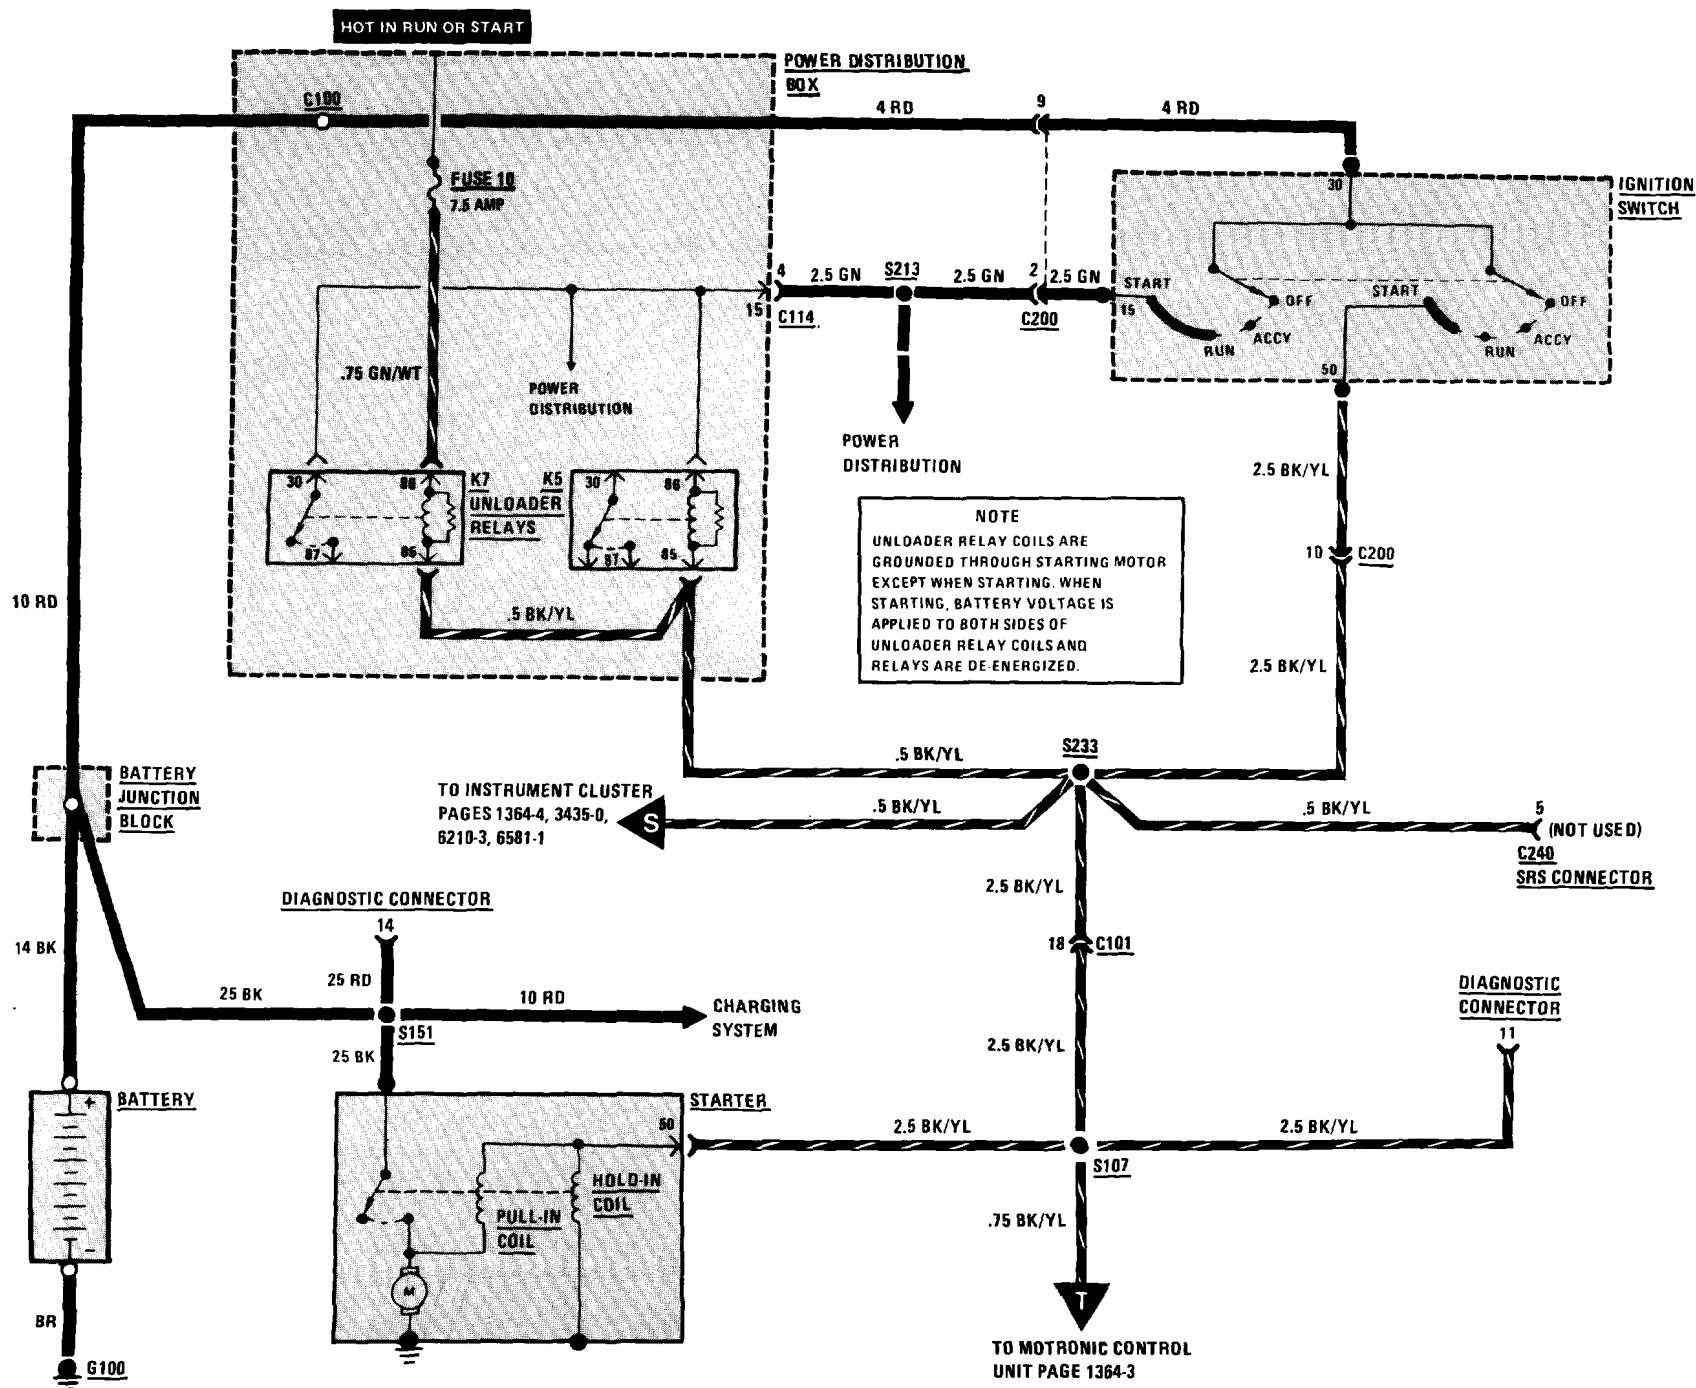 HOT IN RUN OR START
POWER DISTRIBUTION
BOX
C100
4 RD
9
4 RD
FUSE 10
7.5 AMP
30
IGNITION
SWITCH
4
2.5 GN
S213
2.5 GN
2
2.5 GN
START
15
OFF
ACCY
RUN
START
OFF
ACCY
RUN
15
C114
C200
50
.75 GN/WT
POWER
DISTRIBUTION
POWER
DISTRIBUTION
2.5 BK/YL
30
86
K7
UNLOADER
RELAYS
87
85
K5
30
86
87
85
NOTE
UNLOADER RELAY COILS ARE
GROUNDED THROUGH STARTING MOTOR
EXCEPT WHEN STARTING. WHEN
STARTING, BATTERY VOLTAGE IS
APPLIED TO BOTH SIDES OF
UNLOADER RELAY COILS AND
RELAYS ARE DE-ENERGIZED.
10
C200
10 RD
.5 BK/YL
2.5 BK/YL
.5 BK/YL
S233
BATTERY
JUNCTION
BLOCK
TO INSTRUMENT CLUSTER
PAGES 1364-4, 3435-0,
6210-3, 6581-1
S
.5 BK/YL
.5 BK/YL
5
(NOT USED)
C240
SRS CONNECTOR
2.5 BK/YL
DIAGNOSTIC CONNECTOR
14
14 BK
18
C101
25 RD
25 BK
10 RD
CHARGING
SYSTEM
S151
25 BK
DIAGNOSTIC
CONNECTOR
11
2.5 BK/YL
+
BATTERY
-
STARTER
50
2.5 BK/YL
2.5 BK/YL
S107
HOLD-IN
COIL
PULL-IN
COIL
M
.75 BK/YL
T
BR
G100
TO MOTRONIC CONTROL
UNIT PAGE 1364-3